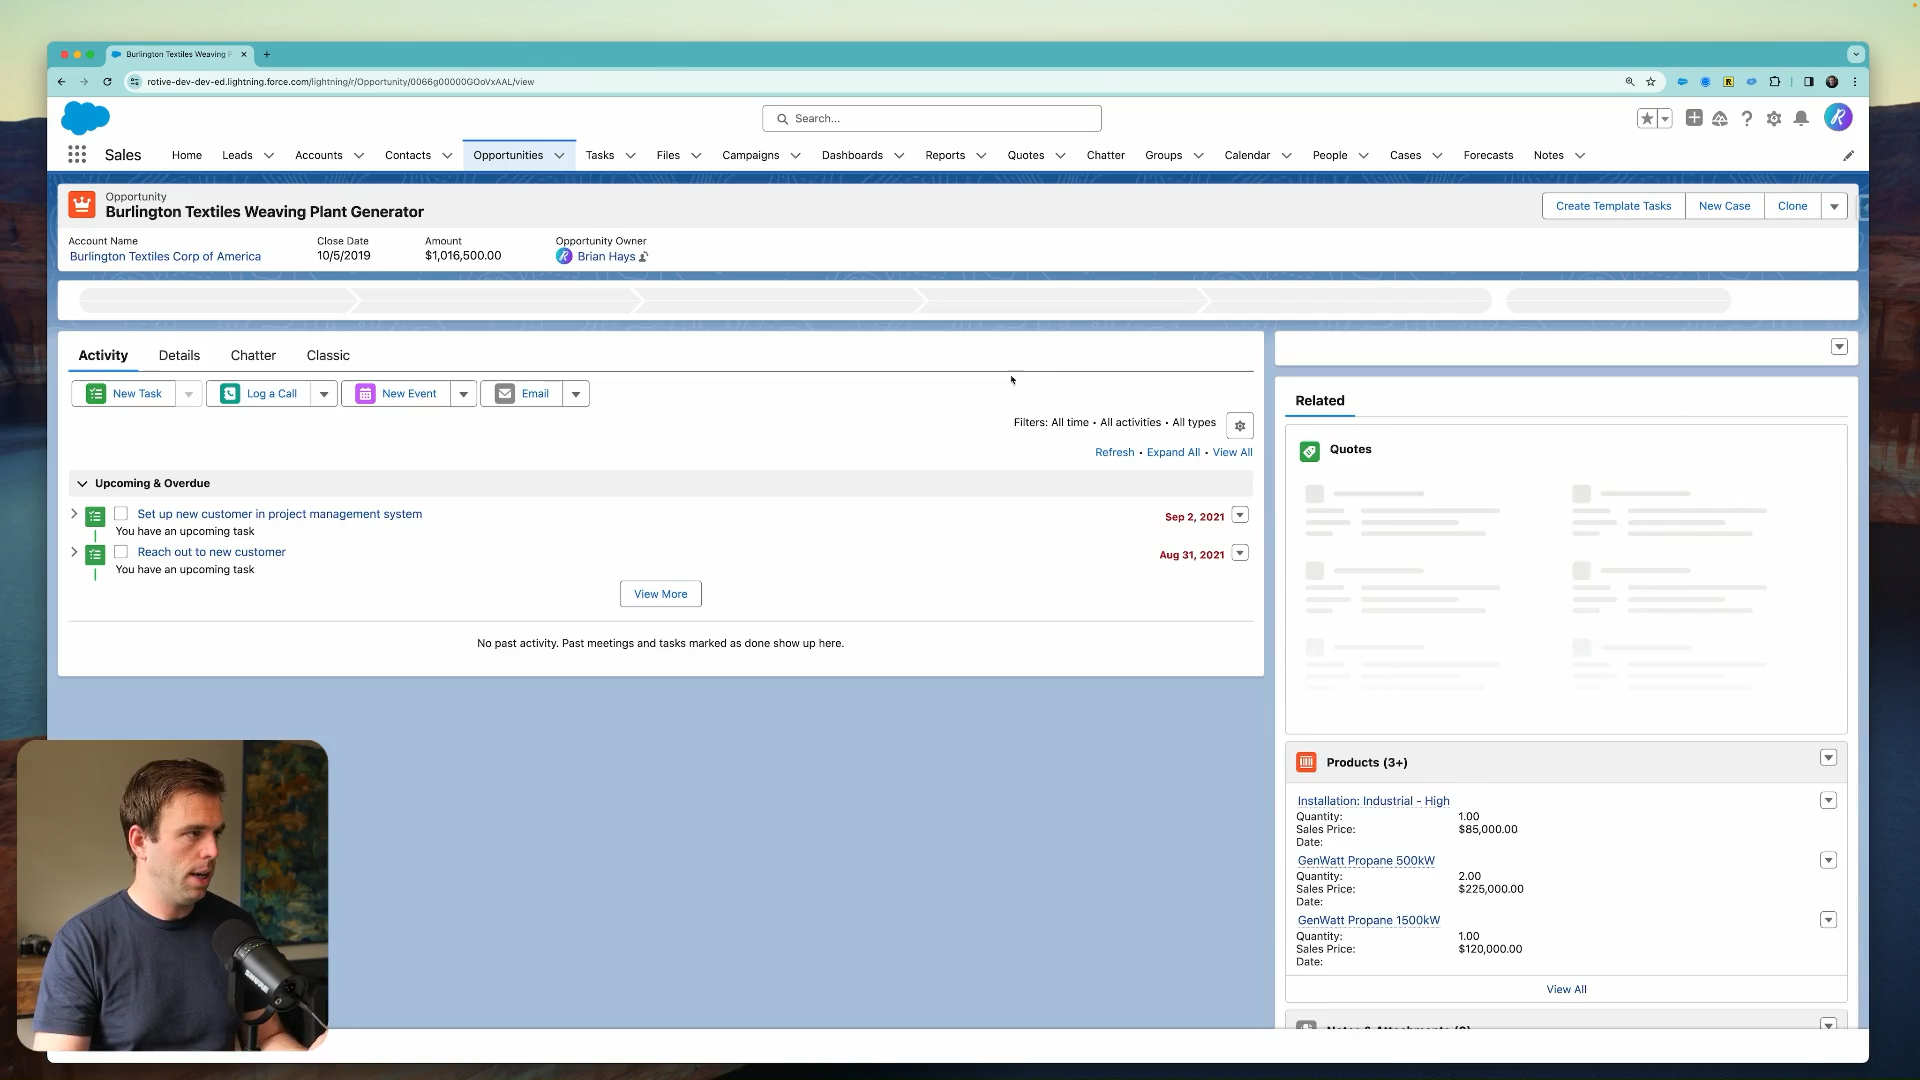 Burlington Textiles Weaving P
rotive-dev-dev-ed.lightning.force.com/lightning/r/Opportunity/0066g00000GOoVxAAL/view
Search...
Sales
Home
Leads
Accounts
Contacts
Opportunities
Tasks
Files
Campaigns
Dashboards
Reports
Quotes
Chatter
Groups
Calendar
People
Cases
Forecasts
Notes
Opportunity
Burlington Textiles Weaving Plant Generator
Create Template Tasks
New Case
Clone
Account Name
Burlington Textiles Corp of America
Close Date
10/5/2019
Amount
$1,016,500.00
Opportunity Owner
Brian Hays
Activity
Details
Chatter
Classic
New Task
Log a Call
New Event
Email
Filters: All time • All activities • All types
Refresh • Expand All • View All
Upcoming & Overdue
Set up new customer in project management system
Sep 2, 2021
You have an upcoming task
Reach out to new customer
Aug 31, 2021
You have an upcoming task
View More
No past activity. Past meetings and tasks marked as done show up here.
Related
Quotes
Products (3+)
Installation: Industrial - High
Quantity: 1.00
Sales Price: $85,000.00
Date:
GenWatt Propane 500kW
Quantity: 2.00
Sales Price: $225,000.00
Date:
GenWatt Propane 1500kW
Quantity: 1.00
Sales Price: $120,000.00
Date:
View All
SHURE